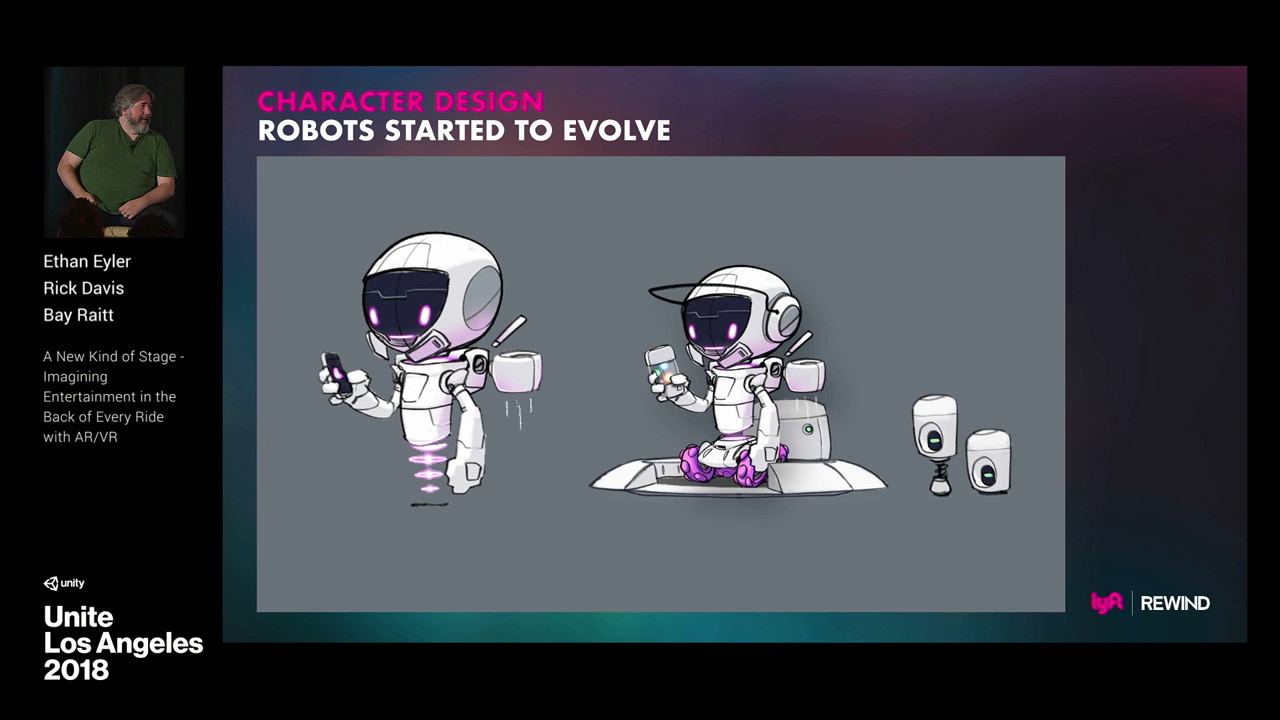 CHARACTER DESIGN
ROBOTS STARTED TO EVOLVE
Ethan Eyler
Rick Davis
Bay Raitt
A New Kind of Stage -
Imagining
Entertainment in the
Back of Every Ride
with AR/VR
unity
Unite
Los Angeles
2018
lyft | REWIND